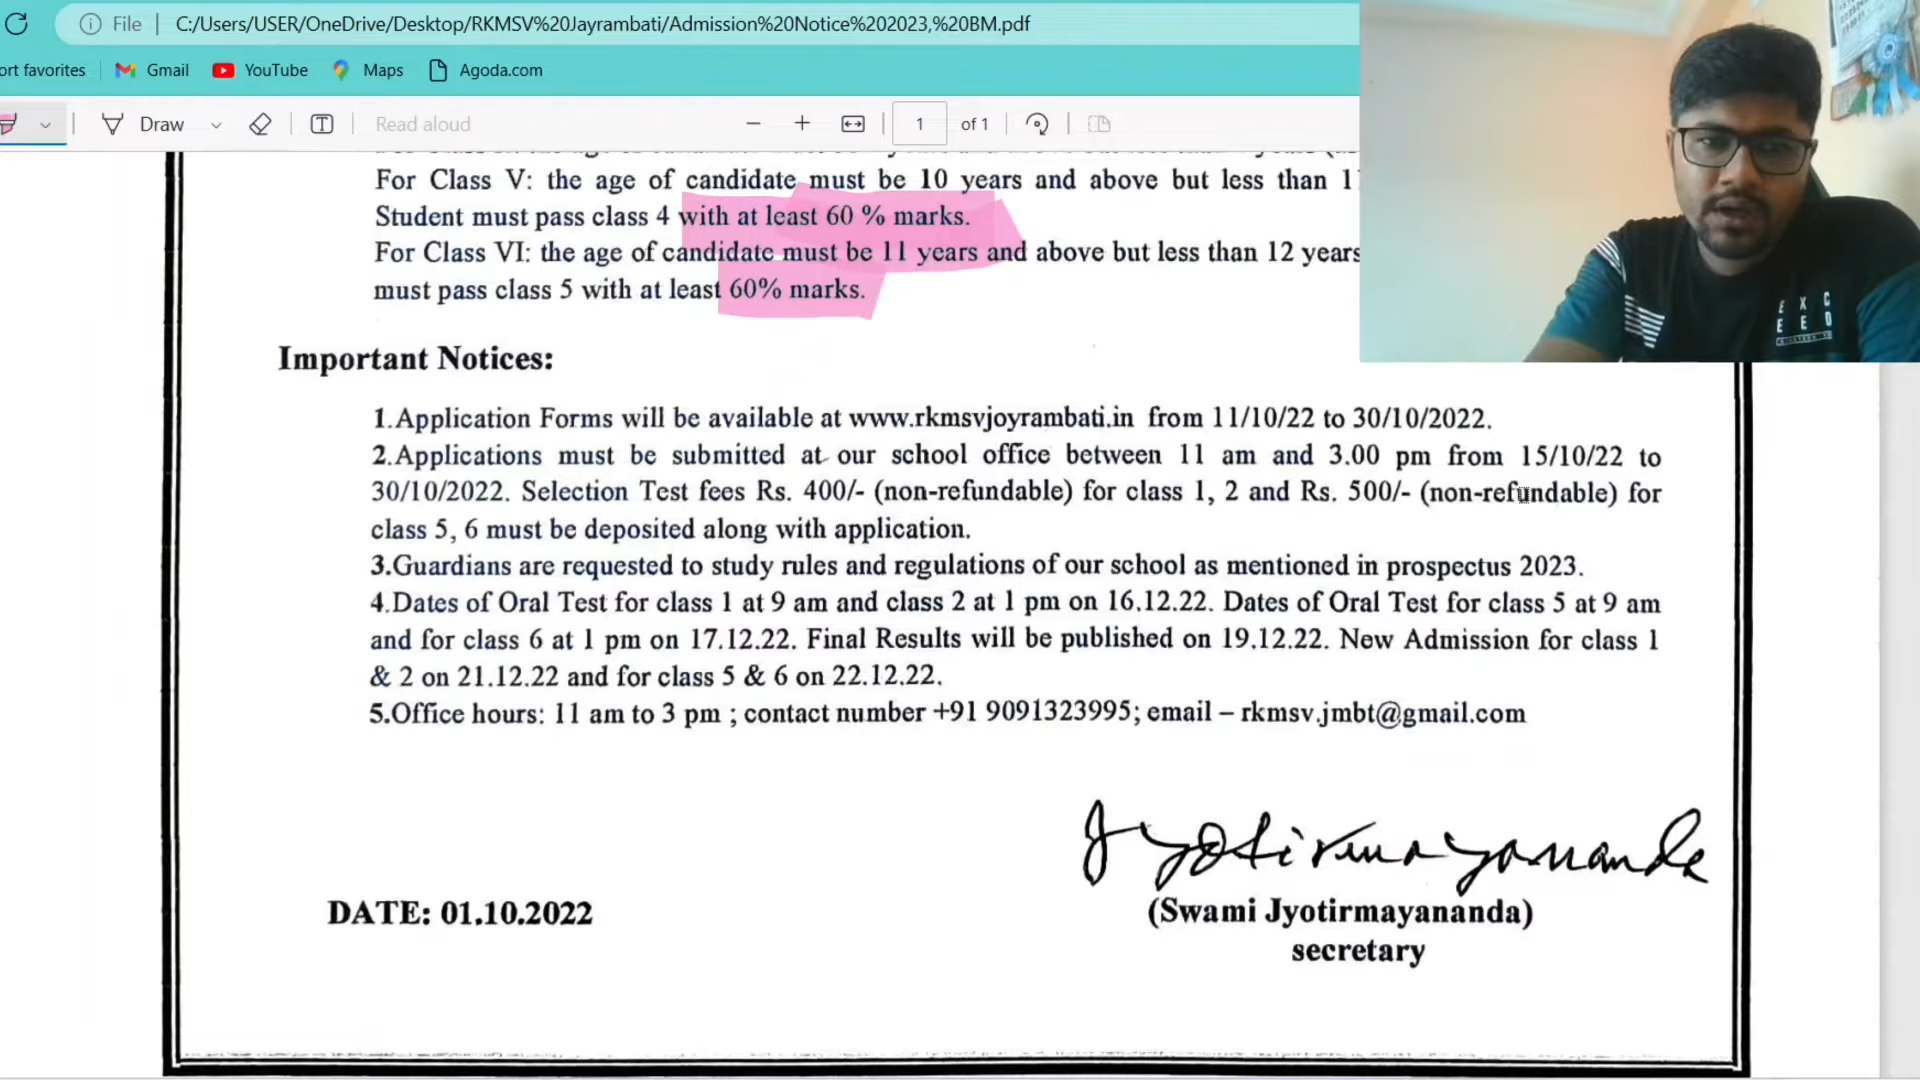 File | C:/Users/USER/OneDrive/Desktop/RKMSV%20Jayrambati/Admission%20Notice%202023,%20BM.pdf
ort favorites Gmail YouTube Maps Agoda.com
Draw Read aloud 1 of 1
For Class V: the age of candidate must be 10 years and above but less than 1
Student must pass class 4 with at least 60 % marks.
For Class VI: the age of candidate must be 11 years and above but less than 12 years
must pass class 5 with at least 60% marks.
Important Notices:
1.Application Forms will be available at www.rkmsvjoyrambati.in from 11/10/22 to 30/10/2022.
2.Applications must be submitted at our school office between 11 am and 3.00 pm from 15/10/22 to
30/10/2022. Selection Test fees Rs. 400/- (non-refundable) for class 1, 2 and Rs. 500/- (non-refundable) for
class 5, 6 must be deposited along with application.
3.Guardians are requested to study rules and regulations of our school as mentioned in prospectus 2023.
4.Dates of Oral Test for class 1 at 9 am and class 2 at 1 pm on 16.12.22. Dates of Oral Test for class 5 at 9 am
and for class 6 at 1 pm on 17.12.22. Final Results will be published on 19.12.22. New Admission for class 1
& 2 on 21.12.22 and for class 5 & 6 on 22.12.22.
5.Office hours: 11 am to 3 pm ; contact number +91 9091323995; email – rkmsv.jmbt@gmail.com
Jyotirmayananda
DATE: 01.10.2022
(Swami Jyotirmayananda)
secretary
EXC
EED